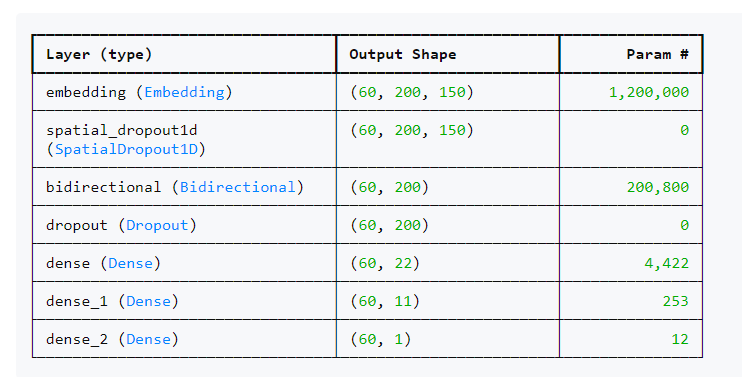 Layer (type) Output Shape Param #
embedding (Embedding) (60, 200, 150) 1,200,000
spatial_dropout1d (60, 200, 150) 0
(SpatialDropout1D)
bidirectional (Bidirectional) (60, 200) 200,800
dropout (Dropout) (60, 200) 0
dense (Dense) (60, 22) 4,422
dense_1 (Dense) (60, 11) 253
dense_2 (Dense) (60, 1) 12